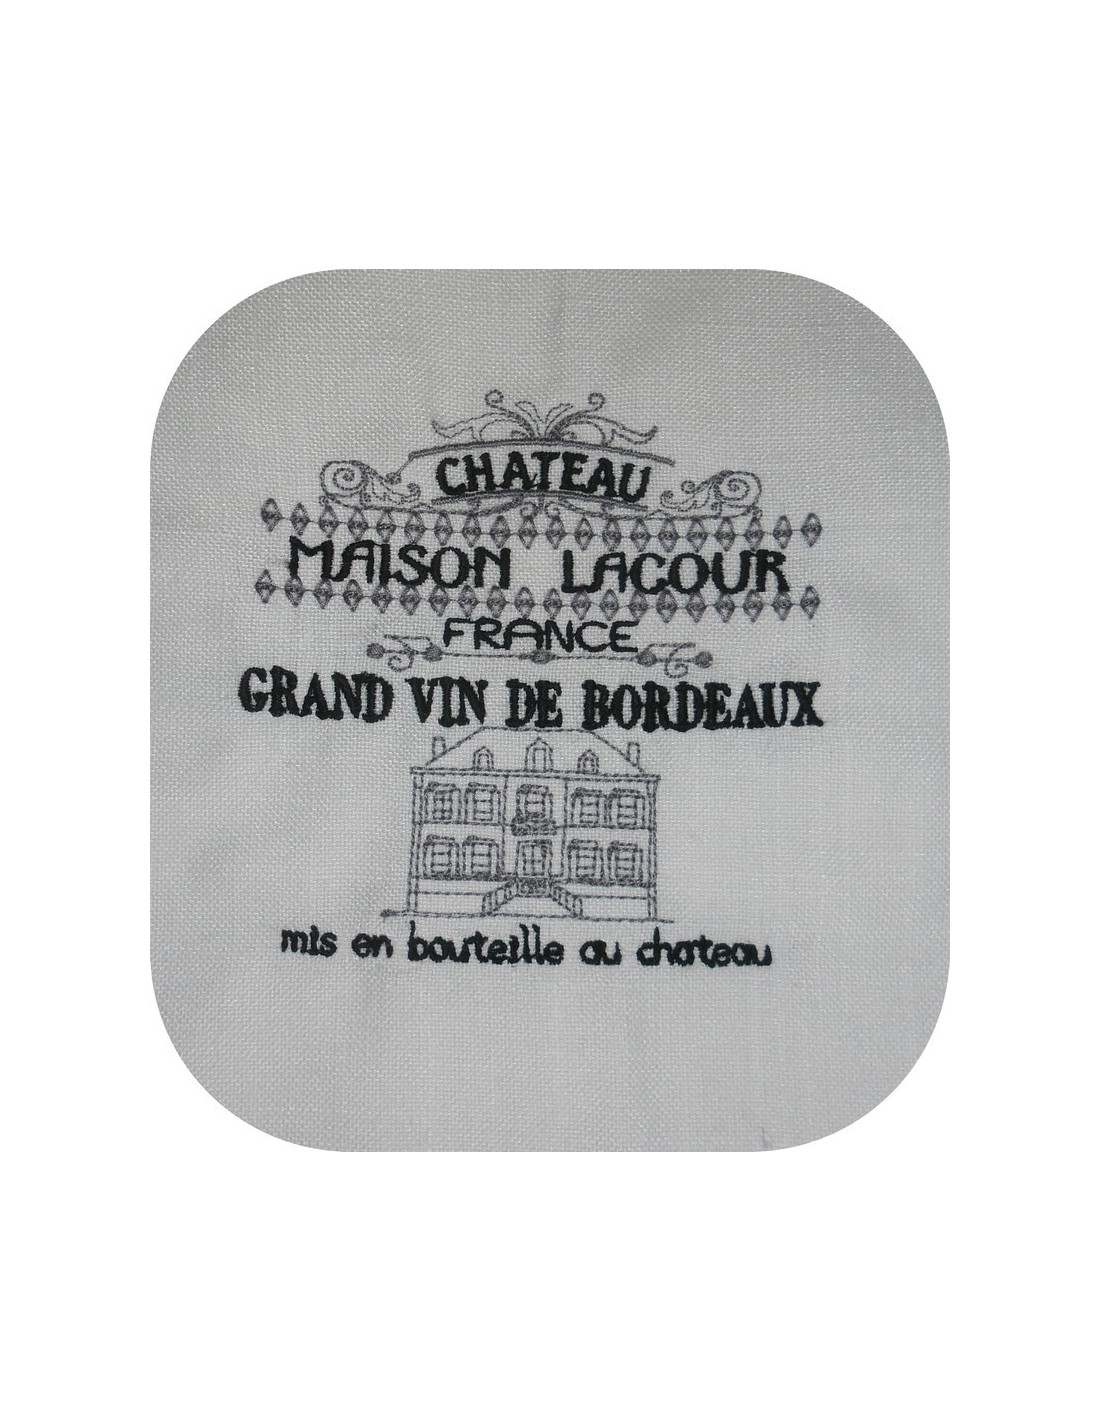 CHATEAU
MAISON LACOUR
FRANCE
GRAND VIN DE BORDEAUX
mis en bouteille au chateau